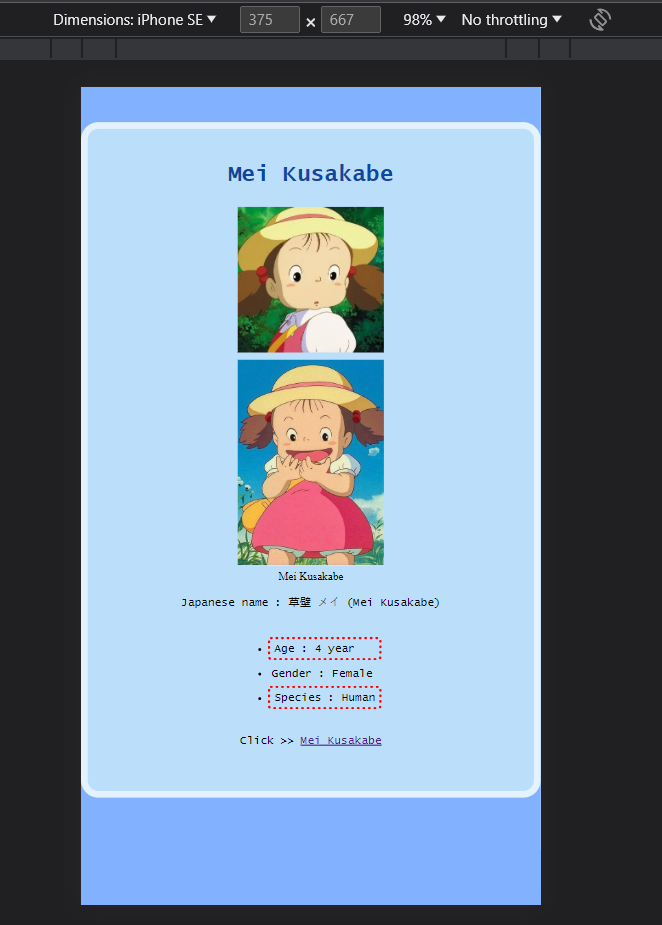 Dimensions: iPhone SE ▼ 375 × 667 98% ▼ No throttling ▼
Mei Kusakabe
Mei Kusakabe
Japanese name : 草壁 メイ (Mei Kusakabe)
• Age : 4 year
• Gender : Female
• Species : Human
Click >> Mei Kusakabe